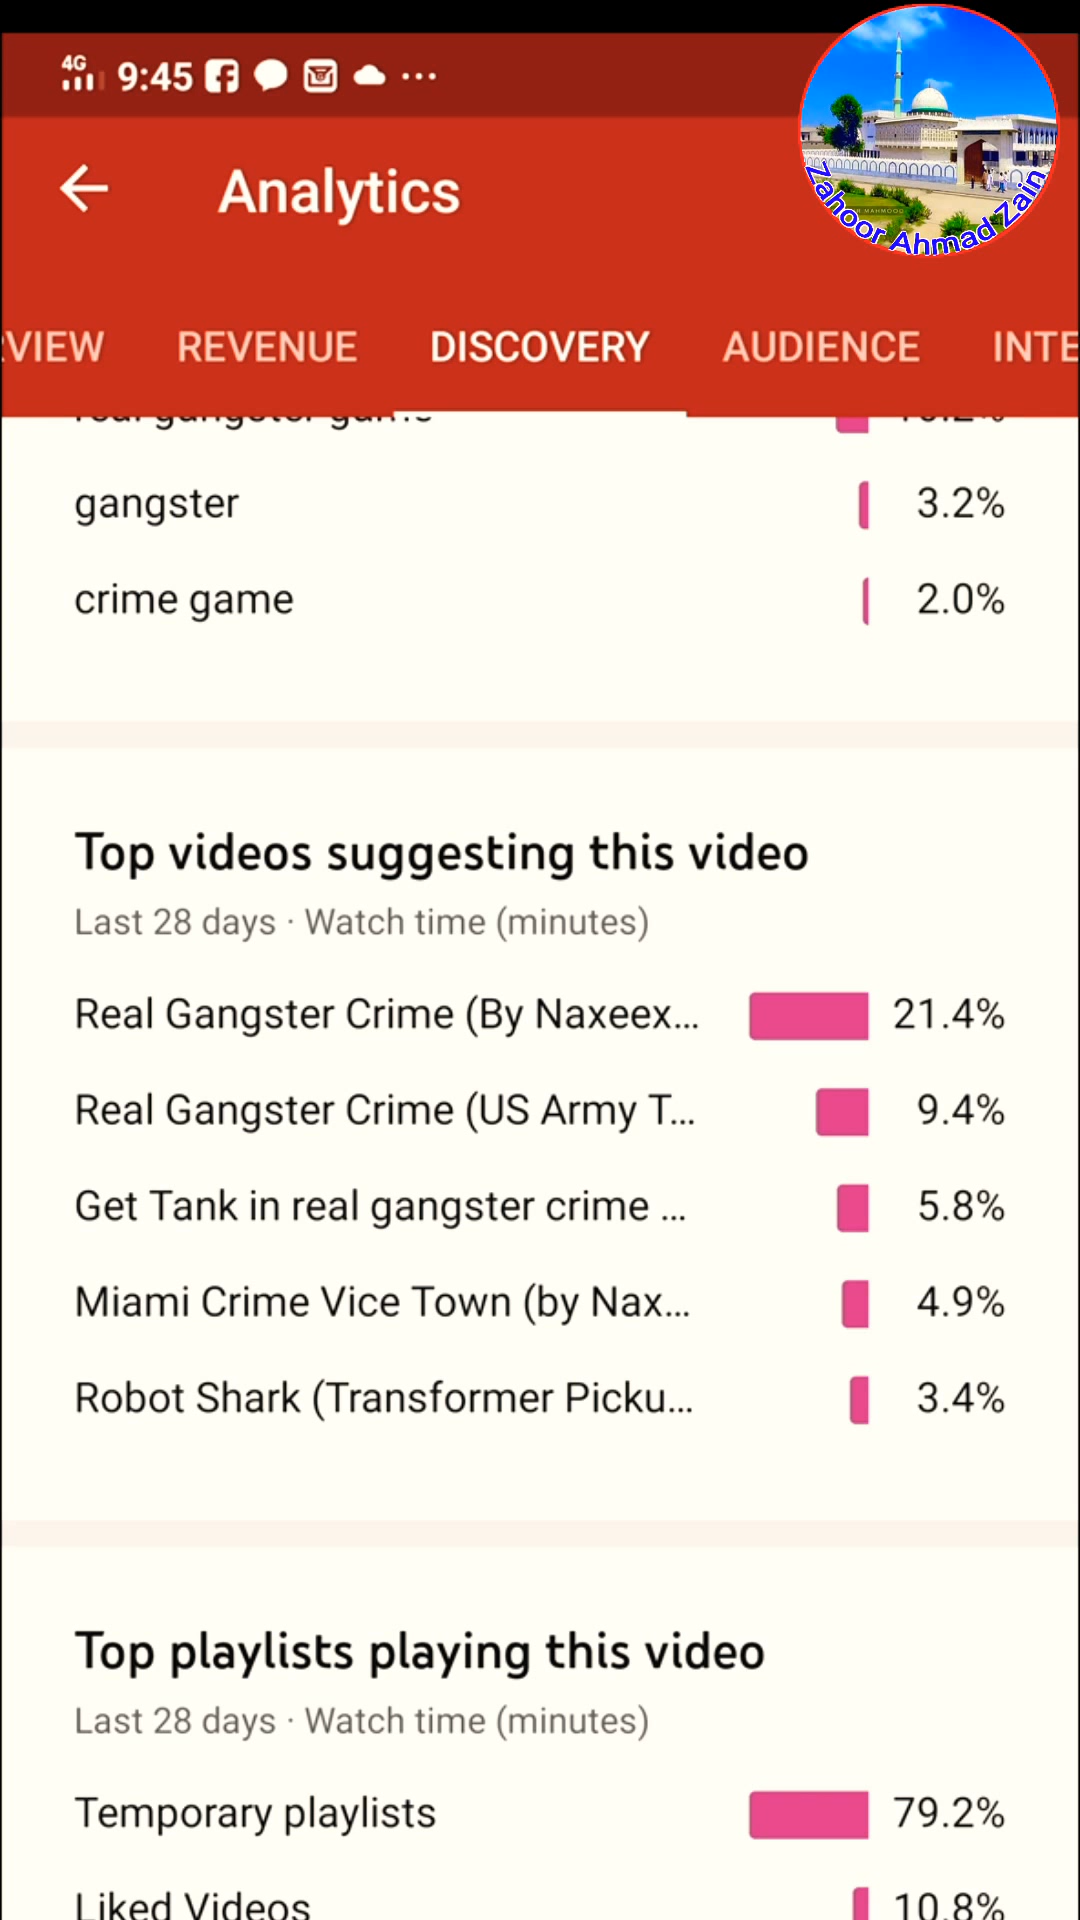 4G 9:45
Analytics
Zahoor Ahmad Zain
RVIEW REVENUE DISCOVERY AUDIENCE INTE
real gangster game
gangster 3.2%
crime game 2.0%
Top videos suggesting this video
Last 28 days · Watch time (minutes)
Real Gangster Crime (By Naxeex... 21.4%
Real Gangster Crime (US Army T... 9.4%
Get Tank in real gangster crime ... 5.8%
Miami Crime Vice Town (by Nax... 4.9%
Robot Shark (Transformer Picku... 3.4%
Top playlists playing this video
Last 28 days · Watch time (minutes)
Temporary playlists 79.2%
Liked Videos 10.8%